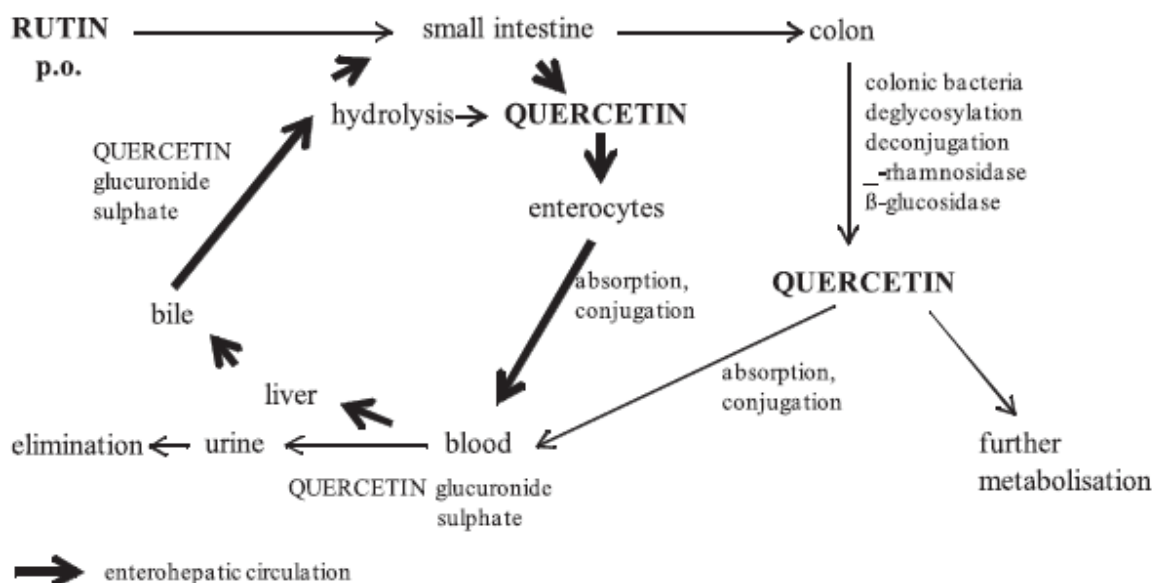 RUTIN
p.o.
small intestine
colon
colonic bacteria
deglycosylation
deconjugation
_-rhamnosidase
ß-glucosidase
hydrolysis
QUERCETIN
QUERCETIN
glucuronide
sulphate
enterocytes
absorption,
conjugation
QUERCETIN
bile
absorption,
conjugation
liver
elimination
urine
blood
further
metabolisation
QUERCETIN glucuronide
sulphate
enterohepatic circulation